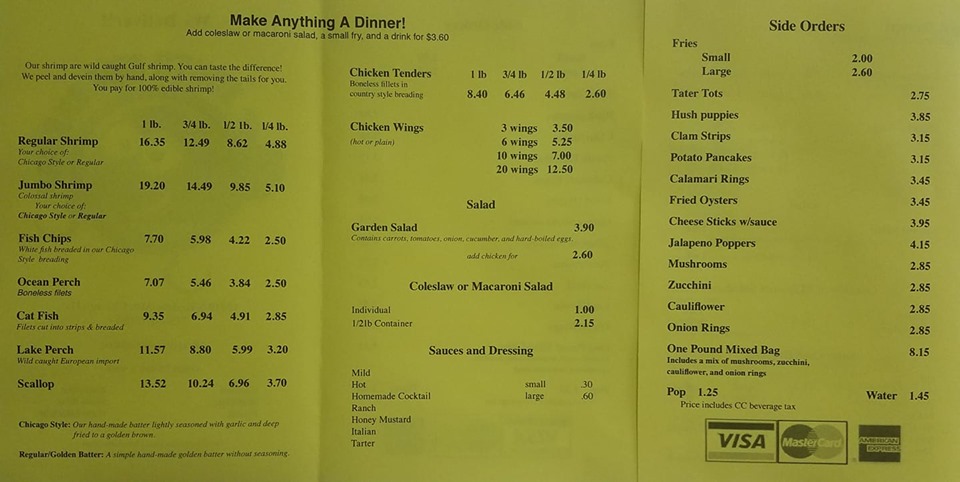 Make Anything A Dinner!
Add coleslaw or macaroni salad, a small fry, and a drink for $3.60
Our shrimp are wild caught Gulf shrimp. You can taste the difference!
We peel and devein them by hand, along with removing the tails for you.
You pay for 100% edible shrimp!
1 lb. 3/4 lb. 1/2 lb. 1/4 lb.
Regular Shrimp 16.35 12.49 8.62 4.88
Your choice of:
Chicago Style or Regular
Jumbo Shrimp 19.20 14.49 9.85 5.10
Colossal shrimp
Your choice of:
Chicago Style or Regular
Fish Chips 7.70 5.98 4.22 2.50
White fish breaded in our Chicago
Style breading
Ocean Perch 7.07 5.46 3.84 2.50
Boneless filets
Cat Fish 9.35 6.94 4.91 2.85
Filets cut into strips & breaded
Lake Perch 11.57 8.80 5.99 3.20
Wild caught European import
Scallop 13.52 10.24 6.96 3.70
Chicago Style: Our hand-made batter lightly seasoned with garlic and deep
fried to a golden brown.
Regular/Golden Batter: A simple hand-made golden batter without seasoning.
Chicken Tenders 1 lb 3/4 lb 1/2 lb 1/4 lb
Boneless fillets in
country style breading 8.40 6.46 4.48 2.60
Chicken Wings 3 wings 3.50
(hot or plain) 6 wings 5.25
10 wings 7.00
20 wings 12.50
Salad
Garden Salad 3.90
Contains carrots, tomatoes, onion, cucumber, and hard-boiled eggs.
add chicken for 2.60
Coleslaw or Macaroni Salad
Individual 1.00
1/2lb Container 2.15
Sauces and Dressing
Mild
Hot small .30
Homemade Cocktail large .60
Ranch
Honey Mustard
Italian
Tarter
Side Orders
Fries
Small 2.00
Large 2.60
Tater Tots 2.75
Hush puppies 3.85
Clam Strips 3.15
Potato Pancakes 3.15
Calamari Rings 3.45
Fried Oysters 3.45
Cheese Sticks w/sauce 3.95
Jalapeno Poppers 4.15
Mushrooms 2.85
Zucchini 2.85
Cauliflower 2.85
Onion Rings 2.85
One Pound Mixed Bag 8.15
Includes a mix of mushrooms, zucchini,
cauliflower, and onion rings
Pop 1.25 Water 1.45
Price includes CC beverage tax
VISA MasterCard AMERICAN EXPRESS